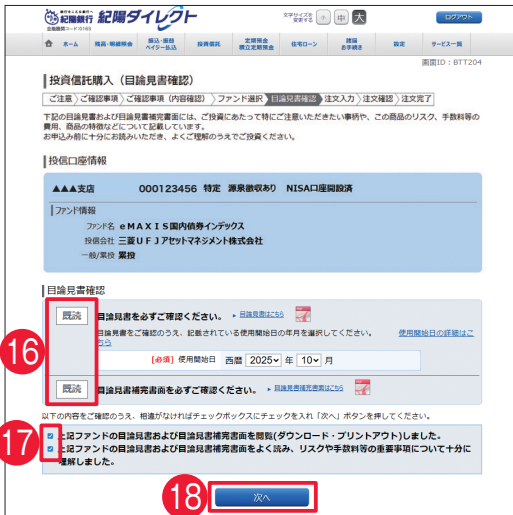 紀陽銀行 紀陽ダイレクト
文字サイズを変更する 小 中 大
ログアウト
ホーム 残高・明細照会 振込・振替 ペイジー払込 投資信託 定期預金 積立定期預金 住宅ローン 諸届 お手続き 設定 サービス一覧
画面ID：BTT204
投資信託購入（目論見書確認）
ご注意 ご確認事項 ご確認事項（内容確認） ファンド選択 目論見書確認 注文入力 注文確認 注文完了
下記の目論見書および目論見書補完書面には、ご投資にあたって特にご注意いただきたい事柄や、この商品のリスク、手数料等の
費用、商品の特徴などについて記載しています。
お申込み前に十分にお読みいただき、よくご理解のうえでご投資ください。
投信口座情報
▲▲▲支店 000123456 特定 源泉徴収あり NISA口座開設済
ファンド情報
ファンド名 eMAXIS国内債券インデックス
投信会社 三菱UFJアセットマネジメント株式会社
一般/累投 累投
目論見書確認
既読 目論見書を必ずご確認ください。 ▸ 目論見書はこちら
目論見書をご確認のうえ、記載されている使用開始日の年月を選択してください。 使用開始日の詳細はこ
ちら
16
[必須] 使用開始日 西暦 2025 年 10 月
既読 目論見書補完書面を必ずご確認ください。 ▸ 目論見書補完書面はこちら
以下の内容をご確認のうえ、相違がなければチェックボックスにチェックを入れ「次へ」ボタンを押してください。
17
上記ファンドの目論見書および目論見書補完書面を閲覧(ダウンロード・プリントアウト)しました。
上記ファンドの目論見書および目論見書補完書面をよく読み、リスクや手数料等の重要事項について十分に
理解しました。
18 次へ